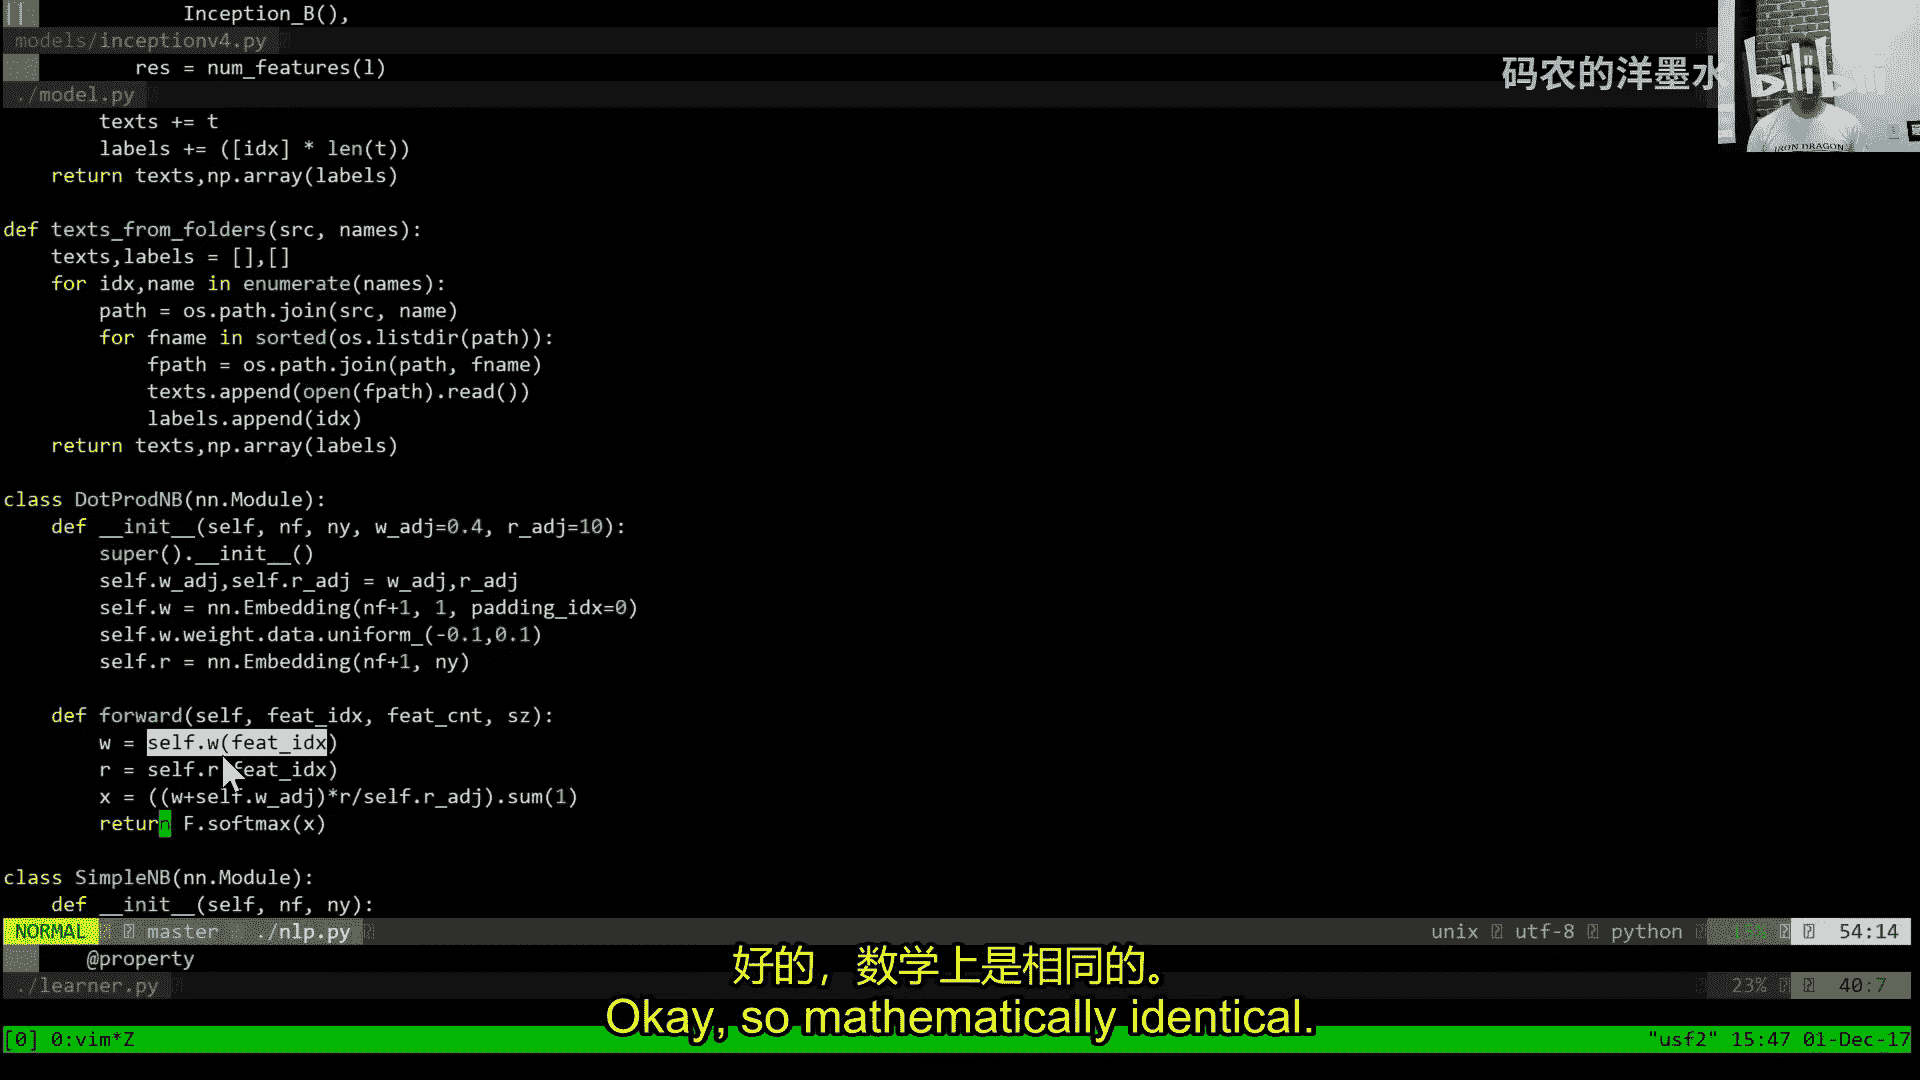 Inception_B(),
models/inceptionv4.py
res = num_features(l)
./model.py
码农的洋墨水
bilibili
IRON DRAGON
texts += t
labels += ([idx] * len(t))
return texts,np.array(labels)
def texts_from_folders(src, names):
texts,labels = [],[]
for idx,name in enumerate(names):
path = os.path.join(src, name)
for fname in sorted(os.listdir(path)):
fpath = os.path.join(path, fname)
texts.append(open(fpath).read())
labels.append(idx)
return texts,np.array(labels)
class DotProdNB(nn.Module):
def __init__(self, nf, ny, w_adj=0.4, r_adj=10):
super().__init__()
self.w_adj,self.r_adj = w_adj,r_adj
self.w = nn.Embedding(nf+1, 1, padding_idx=0)
self.w.weight.data.uniform_(-0.1,0.1)
self.r = nn.Embedding(nf+1, ny)
def forward(self, feat_idx, feat_cnt, sz):
w = self.w(feat_idx)
r = self.r(feat_idx)
x = ((w+self.w_adj)*r/self.r_adj).sum(1)
return F.softmax(x)
class SimpleNB(nn.Module):
def __init__(self, nf, ny):
NORMAL master ./nlp.py unix utf-8 python 54:14
@property
./learner.py 23% 40:7
好的，数学上是相同的。
Okay, so mathematically identical.
[0] 0:vim*Z "usf2" 15:47 01-Dec-17